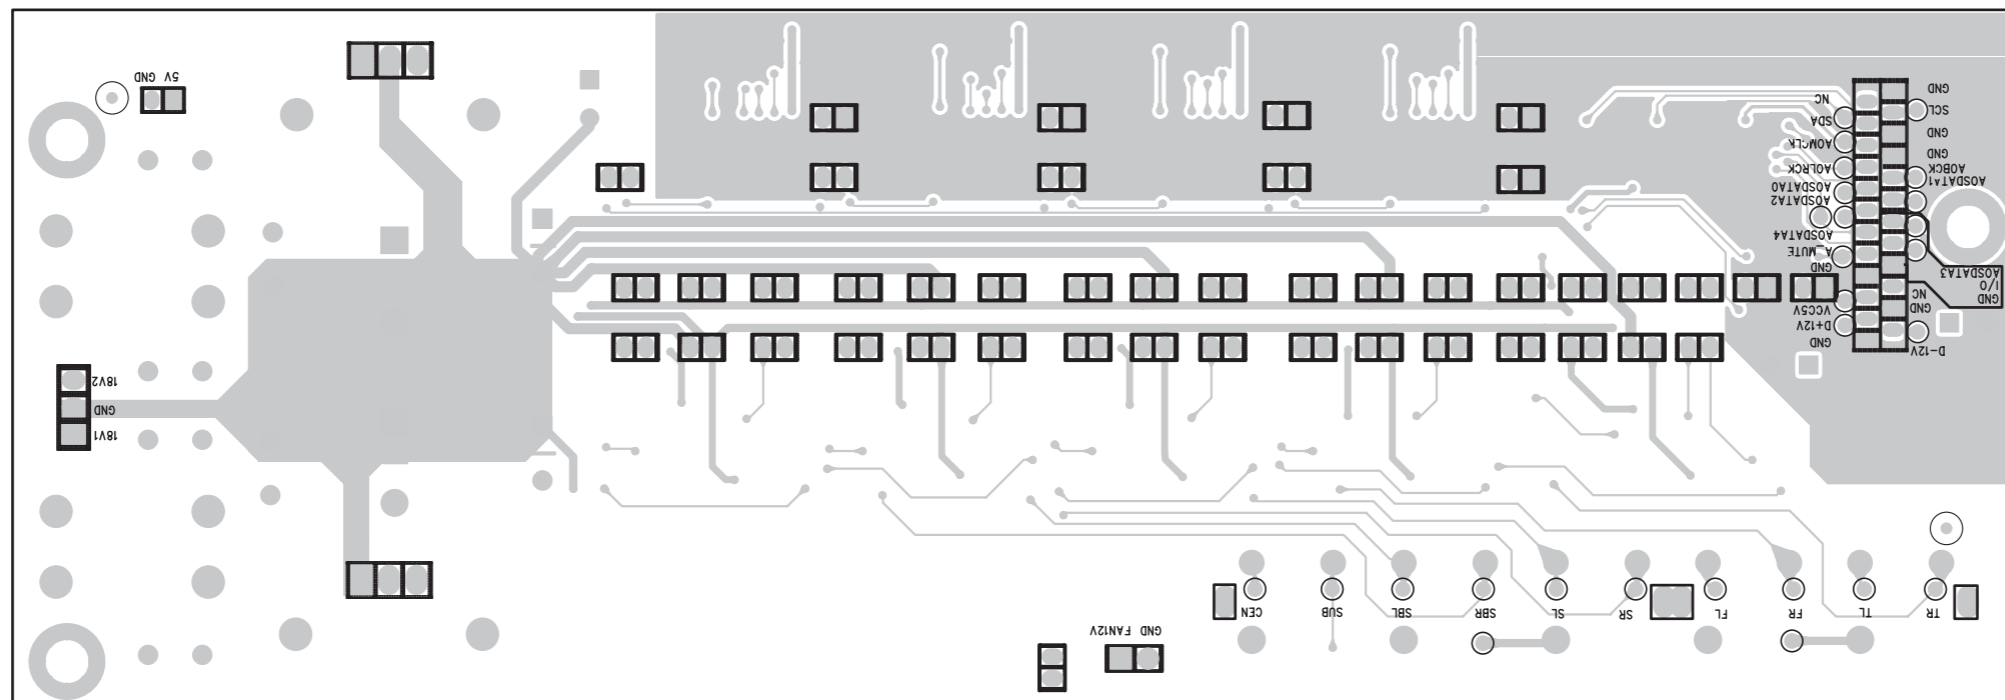 GND 5V
18V2
GND
18V1
NC
SDA
AOMCLK
AOLRCK
AOSDATA0
AOSDATA2
AOSDATA4
A_MUTE
GND
VCC5V
D+12V
GND
GND
SCL
GND
GND
AOBCK
AOSDATA1
AOSDATA3
I/O
GND
NC
GND
D-12V
CEN
SUB
SBL
SBR
SL
SR
FL
FR
TL
TR
FAN12V GND